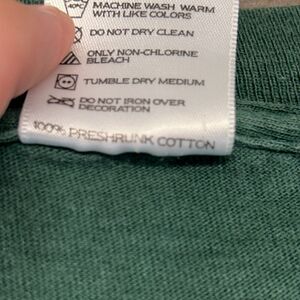 40°C
MACHINE WASH WARM
WITH LIKE COLORS
DO NOT DRY CLEAN
ONLY NON-CHLORINE
BLEACH
TUMBLE DRY MEDIUM
DO NOT IRON OVER
DECORATION
100% PRESHRUNK COTTON